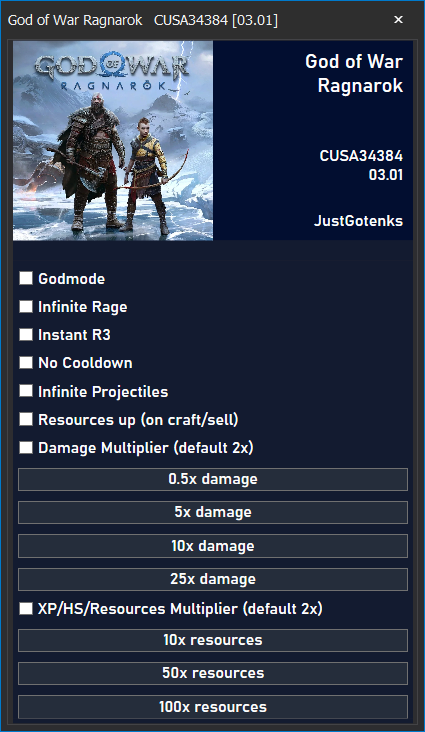 God of War Ragnarok CUSA34384 [03.01]
GOD OF WAR
RAGNARÖK
God of War
Ragnarok
CUSA34384
03.01
JustGotenks
Godmode
Infinite Rage
Instant R3
No Cooldown
Infinite Projectiles
Resources up (on craft/sell)
Damage Multiplier (default 2x)
0.5x damage
5x damage
10x damage
25x damage
XP/HS/Resources Multiplier (default 2x)
10x resources
50x resources
100x resources